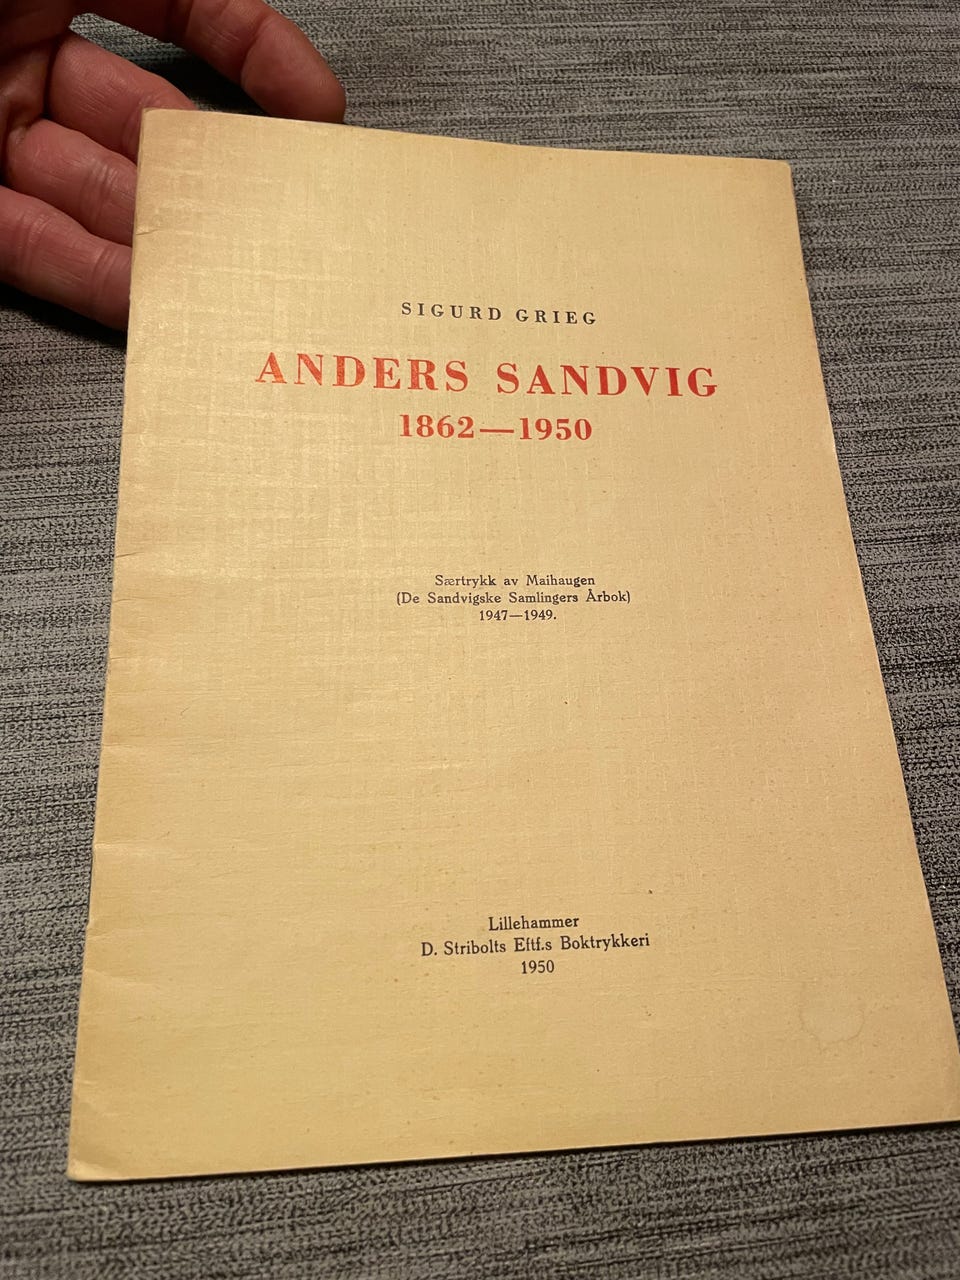 SIGURD GRIEG
ANDERS SANDVIG
1862—1950
Særtrykk av Maihaugen
(De Sandvigske Samlingers Årbok)
1947—1949.
Lillehammer
D. Stribolts Eftf.s Boktrykkeri
1950